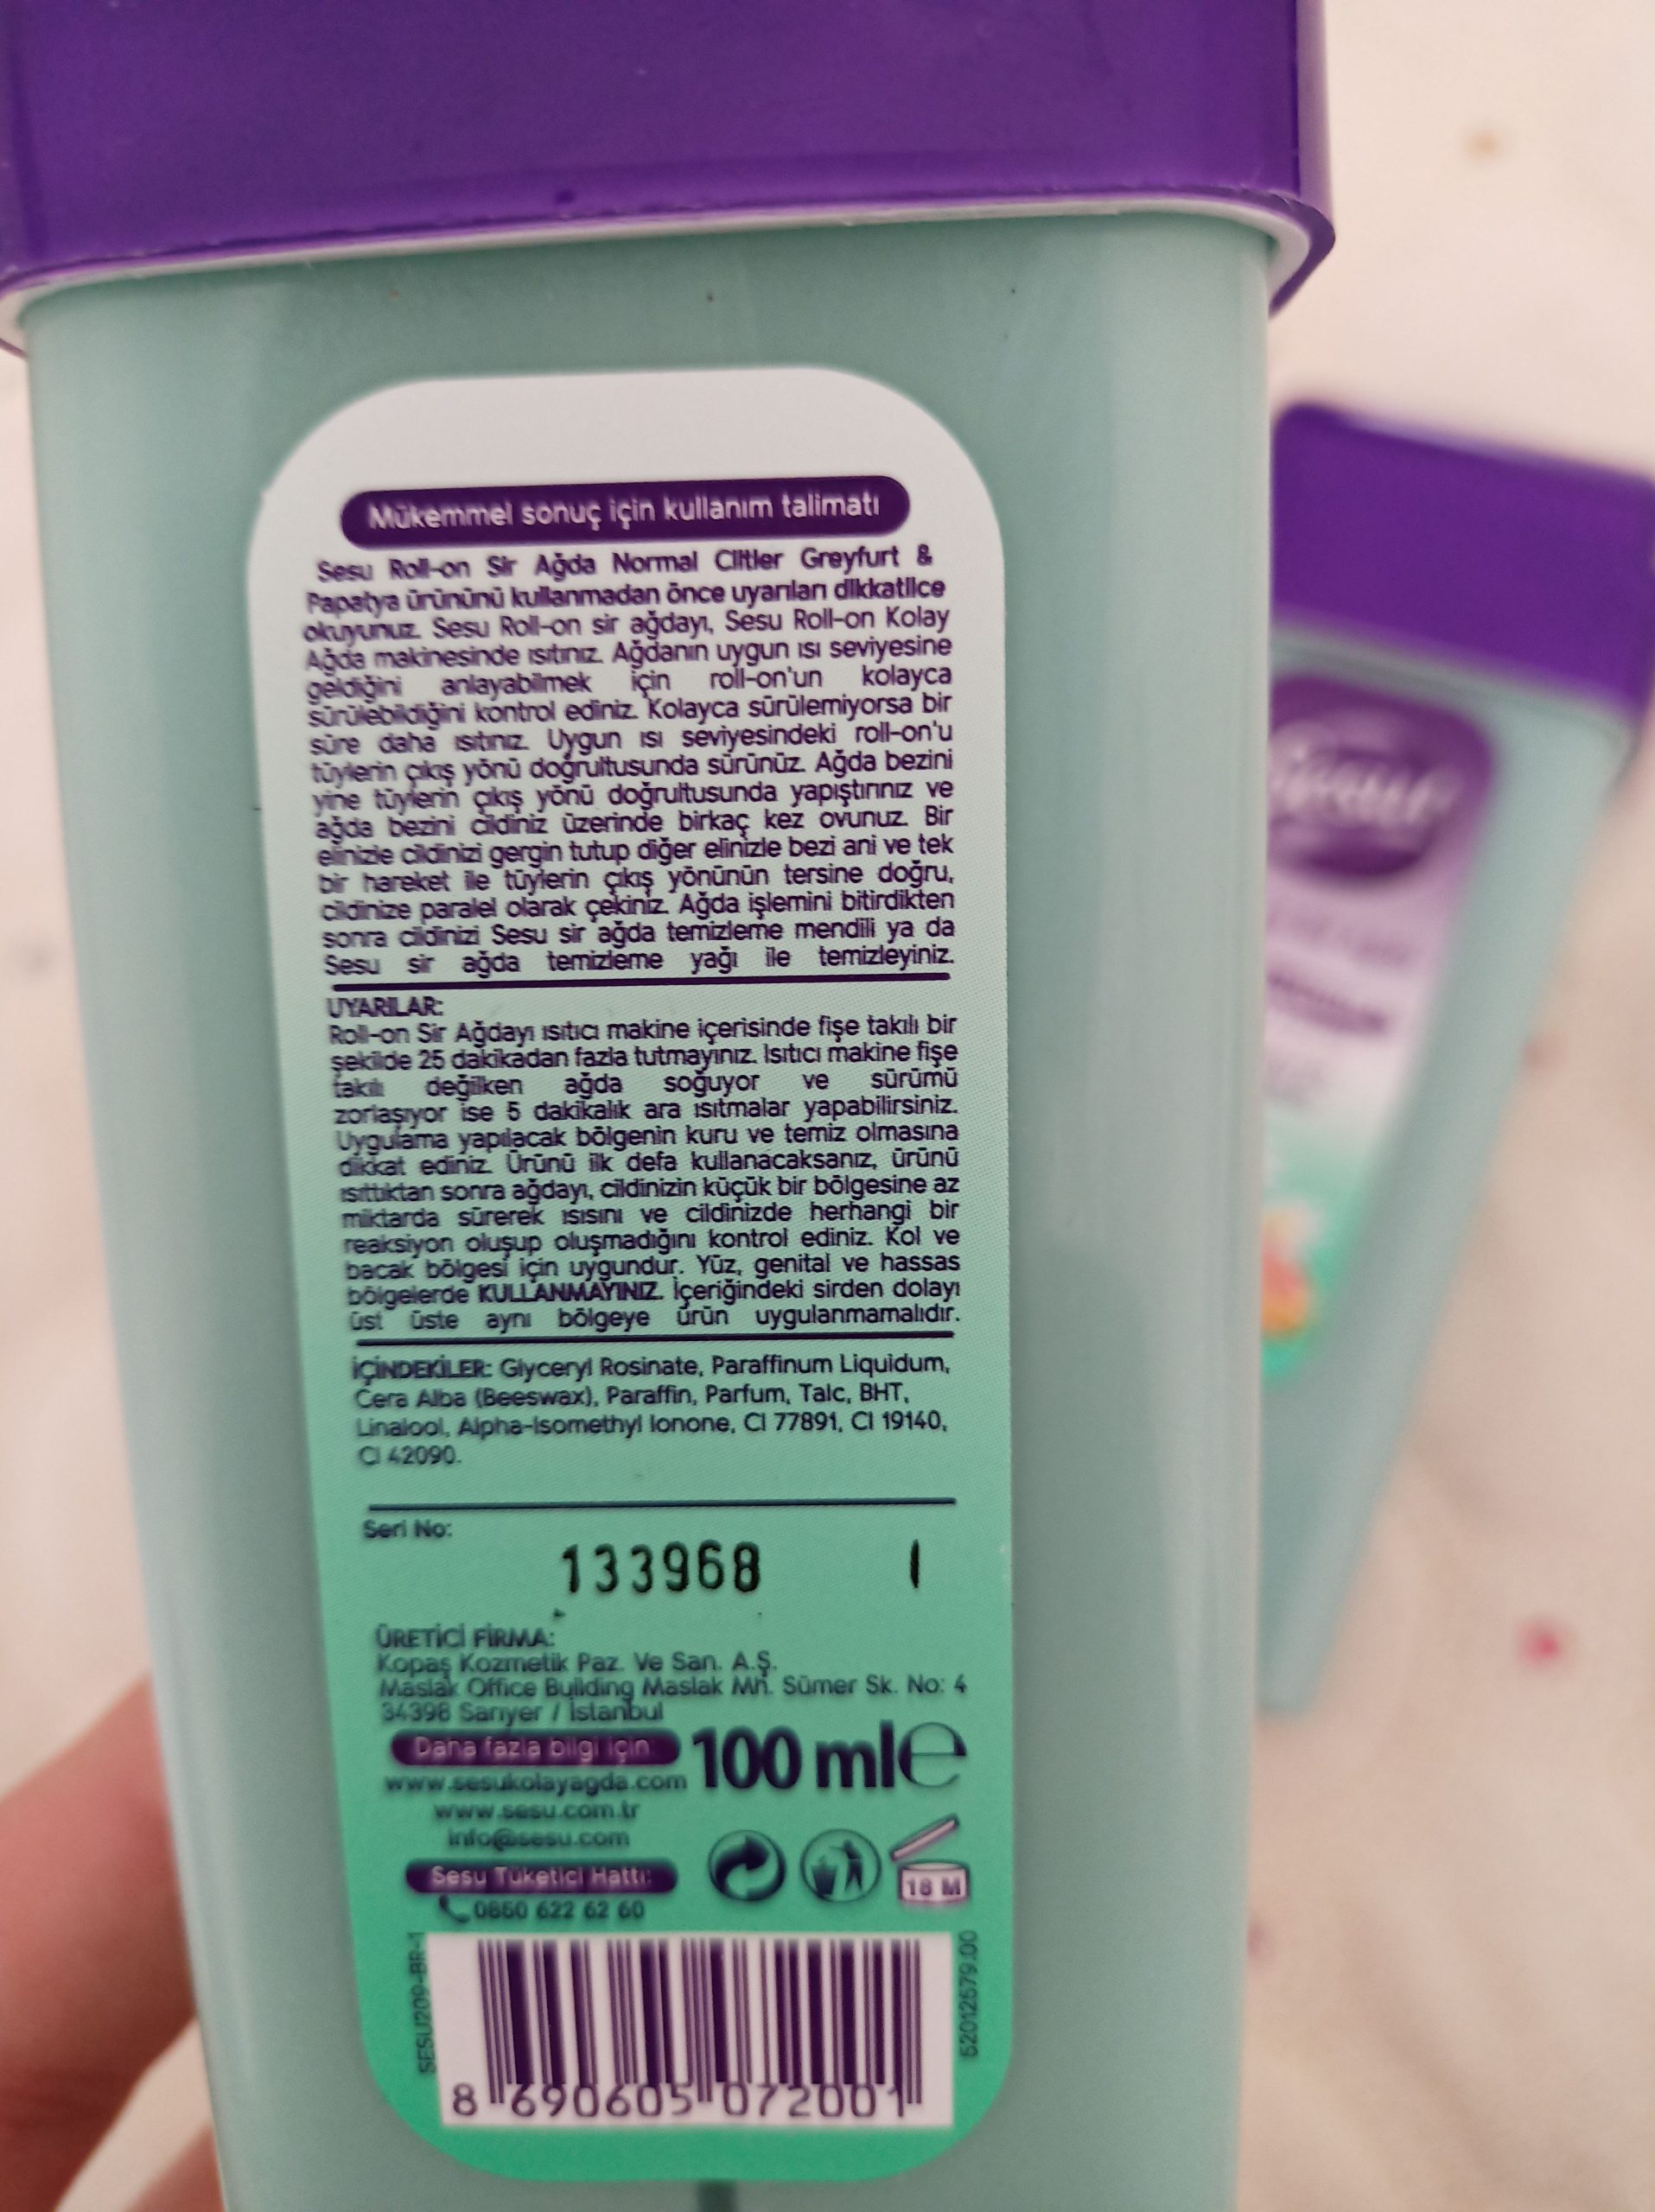 Mükemmel sonuç için kullanım talimatı
Sesu Roll-on Sir Ağda Normal Ciltler Greyfurt &
Papatya ürününü kullanmadan önce uyarıları dikkatlice
okuyunuz. Sesu Roll-on sir ağdayı, Sesu Roll-on Kolay
Ağda makinesinde ısıtınız. Ağdanın uygun ısı seviyesine
geldiğini anlayabilmek için roll-on'un kolayca
sürülebildiğini kontrol ediniz. Kolayca sürülemiyorsa bir
süre daha ısıtınız. Uygun ısı seviyesindeki roll-on'u
tüylerin çıkış yönü doğrultusunda sürünüz. Ağda bezini
yine tüylerin çıkış yönü doğrultusunda yapıştırınız ve
ağda bezini cildiniz üzerinde birkaç kez ovunuz. Bir
elinizle cildinizi gergin tutup diğer elinizle bezi ani ve tek
bir hareket ile tüylerin çıkış yönünün tersine doğru,
cildinize paralel olarak çekiniz. Ağda işlemini bitirdikten
sonra cildinizi Sesu sir ağda temizleme mendili ya da
Sesu sir ağda temizleme yağı ile temizleyiniz.
UYARILAR:
Roll-on Sir Ağdayı ısıtıcı makine içerisinde fişe takılı bir
şekilde 25 dakikadan fazla tutmayınız. Isıtıcı makine fişe
takılı değilken ağda soğuyor ve sürümü
zorlaşıyor ise 5 dakikalık ara ısıtmalar yapabilirsiniz.
Uygulama yapılacak bölgenin kuru ve temiz olmasına
dikkat ediniz. Ürünü ilk defa kullanacaksanız, ürünü
ısıttıktan sonra ağdayı, cildinizin küçük bir bölgesine az
miktarda sürerek ısısını ve cildinizde herhangi bir
reaksiyon oluşup oluşmadığını kontrol ediniz. Kol ve
bacak bölgesi için uygundur. Yüz, genital ve hassas
bölgelerde KULLANMAYINIZ. İçeriğindeki sirden dolayı
üst üste aynı bölgeye ürün uygulanmamalıdır.
İÇİNDEKİLER: Glyceryl Rosinate, Paraffinum Liquidum,
Cera Alba (Beeswax), Paraffin, Parfum, Talc, BHT,
Linalool, Alpha-Isomethyl Ionone, CI 77891, CI 19140,
CI 42090.
Seri No:
133968 I
ÜRETİCİ FİRMA:
Kopaş Kozmetik Paz. Ve San. A.Ş.
Maslak Office Building Maslak Mh. Sümer Sk. No: 4
34398 Sarıyer / İstanbul
Daha fazla bilgi için
100 ml e
www.sesukolayagda.com
www.sesu.com.tr
info@sesu.com
Sesu Tüketici Hattı:
0850 622 62 60
18 M
SESU209-BR-1
52012579.00
8 690605 072001
sesu